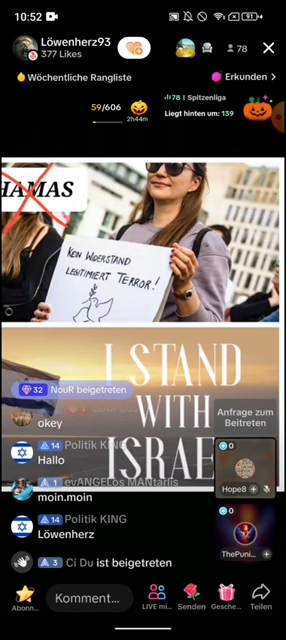 10:52
91
Löwenherz93
377 Likes
78
Wöchentliche Rangliste
Erkunden >
59/606
2h44m
78 | Spitzenliga
Liegt hinten um: 139
HAMAS
KEIN WIDERSTAND
LEGITIMIERT TERROR!
I STAND
WITH
ISRAE
32 NouR beigetreten
okey
Anfrage zum
Beitreten
14 Politik KING
Hallo
0
Hope8 +
1 evANGELos MANtarlis
moin.moin
14 Politik KING
Löwenherz
0
ThePuni... +
3 Ci Du ist beigetreten
Abonn...
Komment...
LIVE mi...
Senden
Gesche...
Teilen